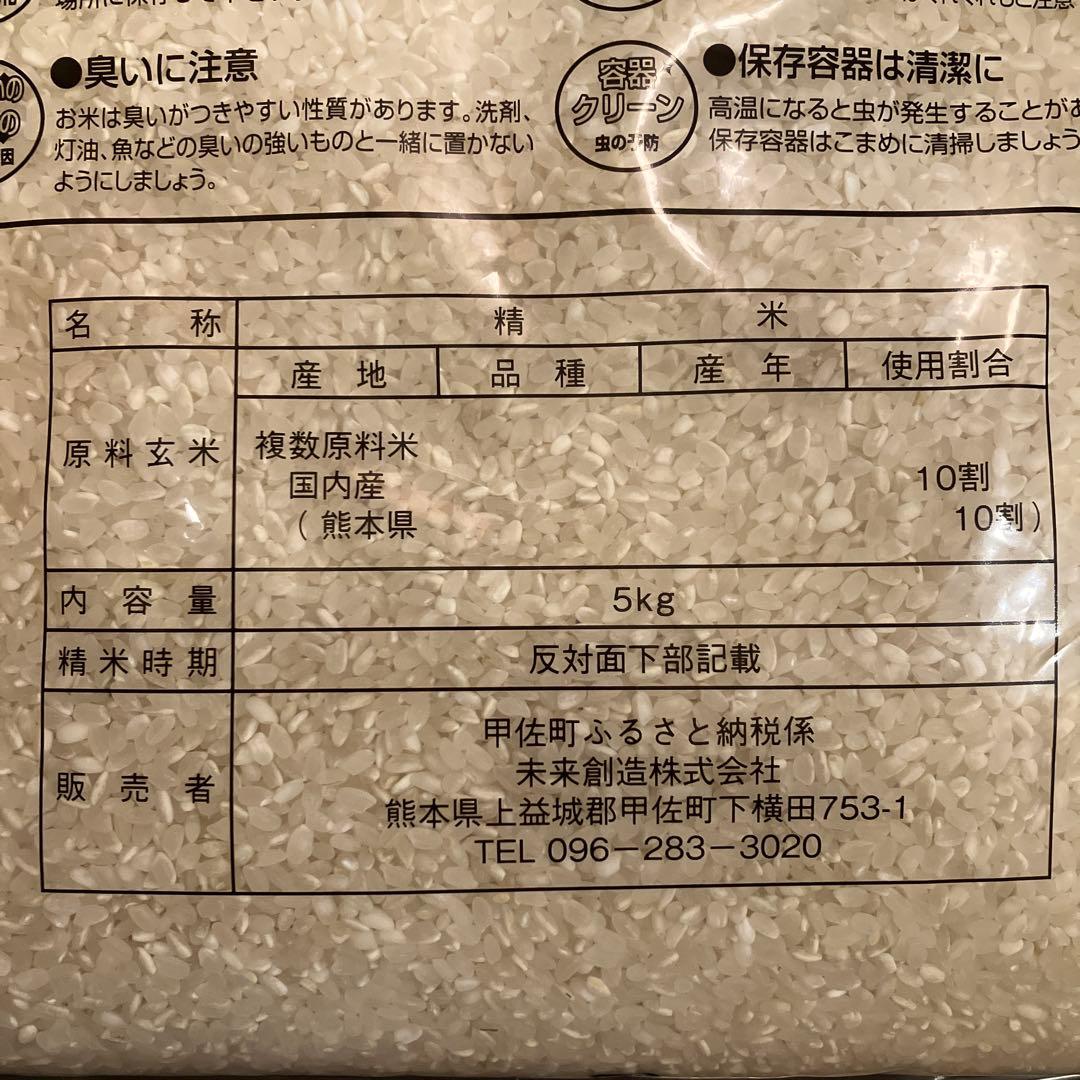 ●臭いに注意
お米は臭いがつきやすい性質があります。洗剤、
灯油、魚などの臭いの強いものと一緒に置かない
ようにしましょう。
容器
クリーン
虫の予防
●保存容器は清潔に
高温になると虫が発生することがあ
保存容器はこまめに清掃しましょう
名 称
精 米
産 地
品 種
産 年
使用割合
原料玄米
複数原料米
国内産 10割
(熊本県 10割)
内 容 量
5kg
精米時期
反対面下部記載
販 売 者
甲佐町ふるさと納税係
未来創造株式会社
熊本県上益城郡甲佐町下横田753-1
TEL 096－283－3020